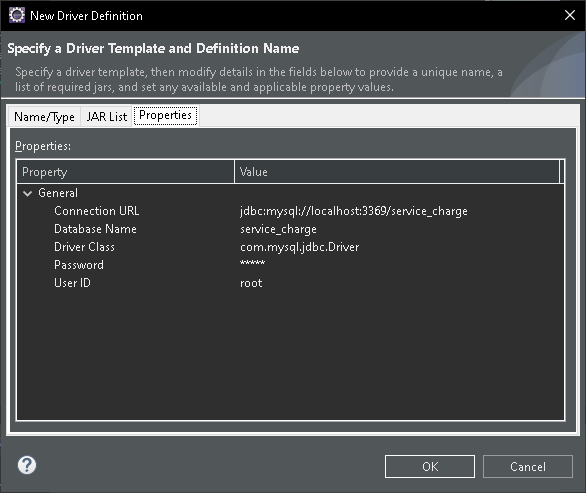 New Driver Definition
Specify a Driver Template and Definition Name
Specify a driver template, then modify details in the fields below to provide a unique name, a
list of required jars, and set any available and applicable property values.
Name/Type JAR List Properties
Properties:
Property Value
General
Connection URL jdbc:mysql://localhost:3369/service_charge
Database Name service_charge
Driver Class com.mysql.jdbc.Driver
Password *****
User ID root
? OK Cancel